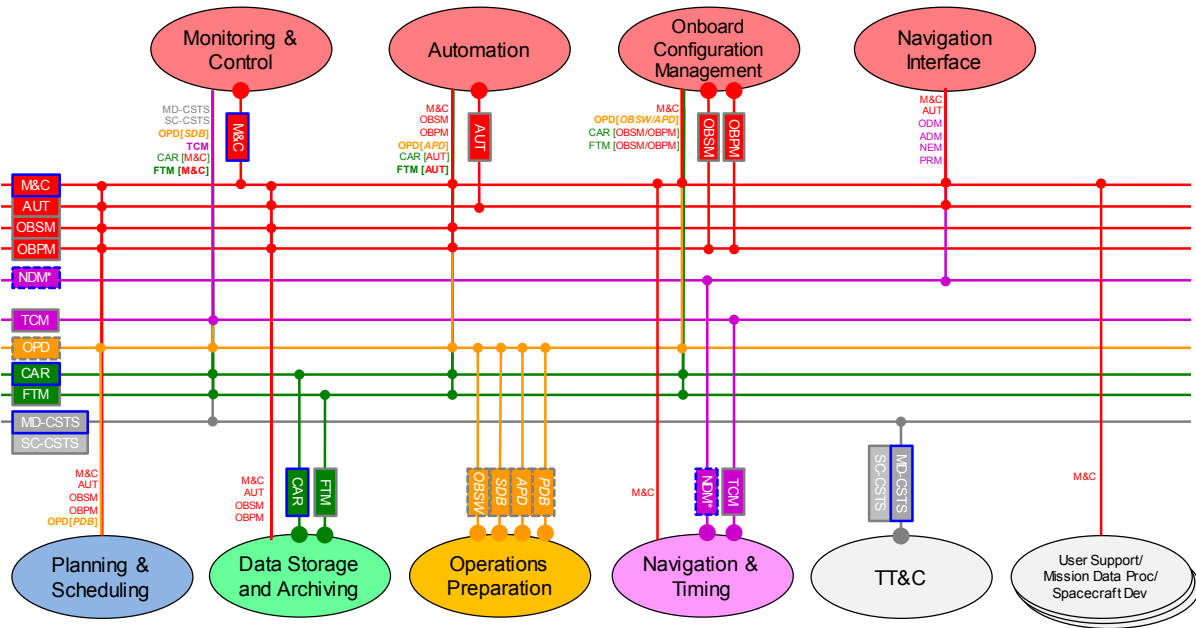 Monitoring &
Control
Automation
Onboard
Configuration
Management
Navigation
Interface
MD-CSTS
SC-CSTS
OPD[SDB]
TCM
CAR [M&C]
FTM [M&C]
M&C
M&C
OBSM
OBPM
OPD[APD]
CAR [AUT]
FTM [AUT]
AUT
M&C
OPD[OBSW/APD]
CAR [OBSM/OBPM]
FTM [OBSM/OBPM]
OBSM
OBPM
M&C
AUT
ODM
ADM
NEM
PRM
M&C
AUT
OBSM
OBPM
NDM*
TCM
OPD
CAR
FTM
MD-CSTS
SC-CSTS
M&C
AUT
OBSM
OBPM
OPD[PDB]
M&C
AUT
OBSM
OBPM
CAR
FTM
OBSW
SDB
APD
PDB
M&C
NDM*
TCM
SC-CSTS
MD-CSTS
M&C
Planning &
Scheduling
Data Storage
and Archiving
Operations
Preparation
Navigation &
Timing
TT&C
User Support/
Mission Data Proc/
Spacecraft Dev